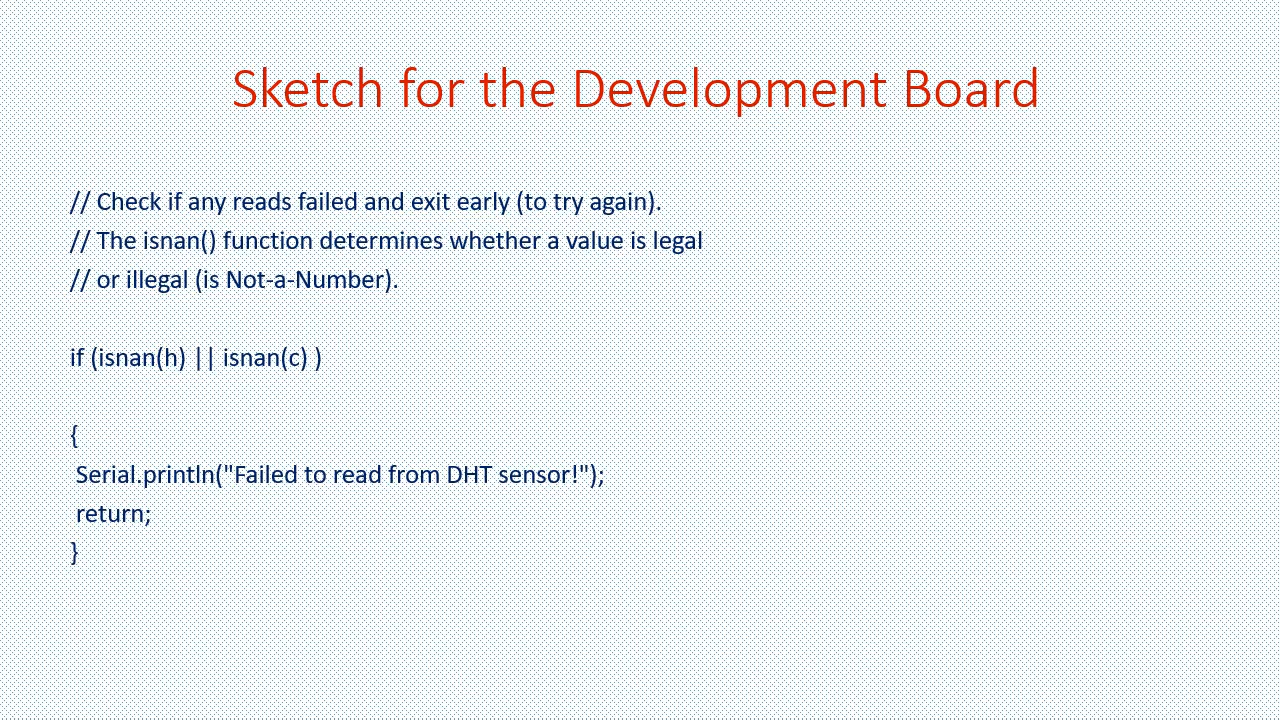 Sketch for the Development Board
// Check if any reads failed and exit early (to try again).
// The isnan() function determines whether a value is legal
// or illegal (is Not-a-Number).
if (isnan(h) || isnan(c) )
{
Serial.println("Failed to read from DHT sensor!");
return;
}